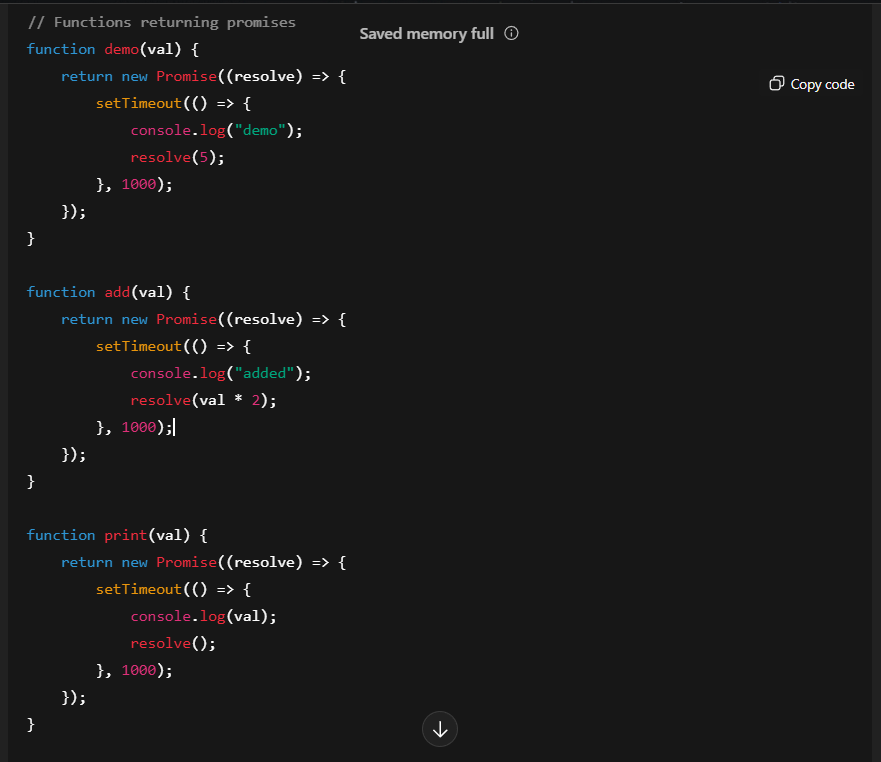 // Functions returning promises
Saved memory full
function demo(val) {
    return new Promise((resolve) => {
Copy code
        setTimeout(() => {
            console.log("demo");
            resolve(5);
        }, 1000);
    });
}
function add(val) {
    return new Promise((resolve) => {
        setTimeout(() => {
            console.log("added");
            resolve(val * 2);
        }, 1000);
    });
}
function print(val) {
    return new Promise((resolve) => {
        setTimeout(() => {
            console.log(val);
            resolve();
        }, 1000);
    });
}